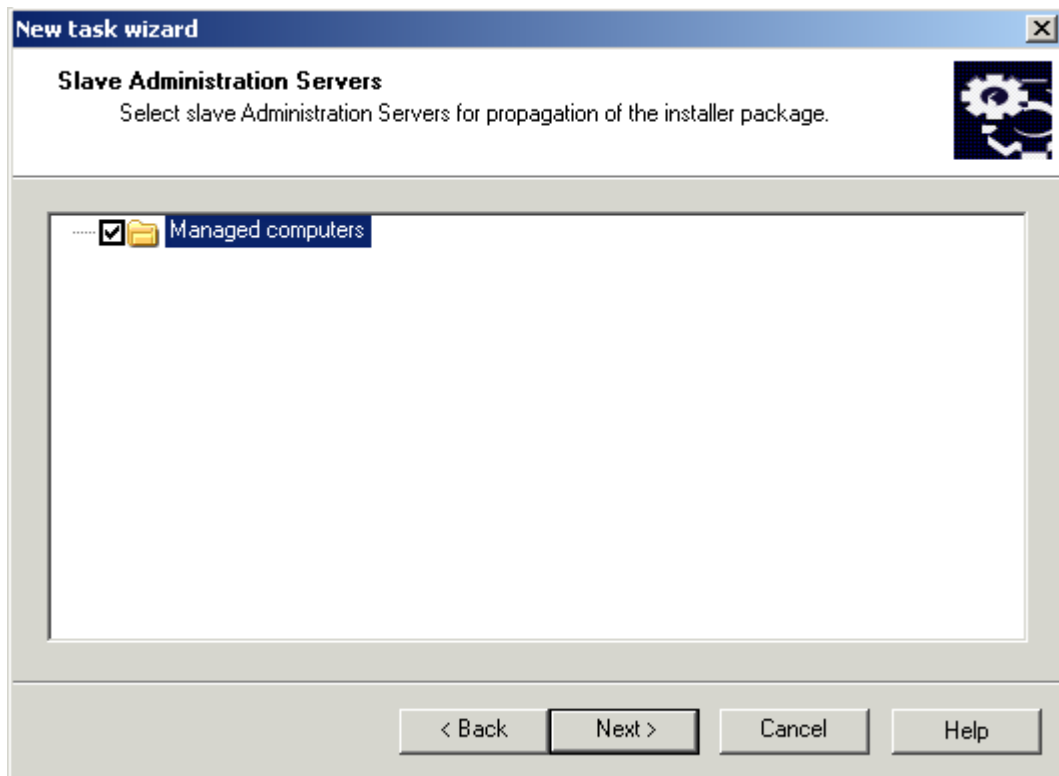 New task wizard
Slave Administration Servers
Select slave Administration Servers for propagation of the installer package.
Managed computers
< Back
Next >
Cancel
Help